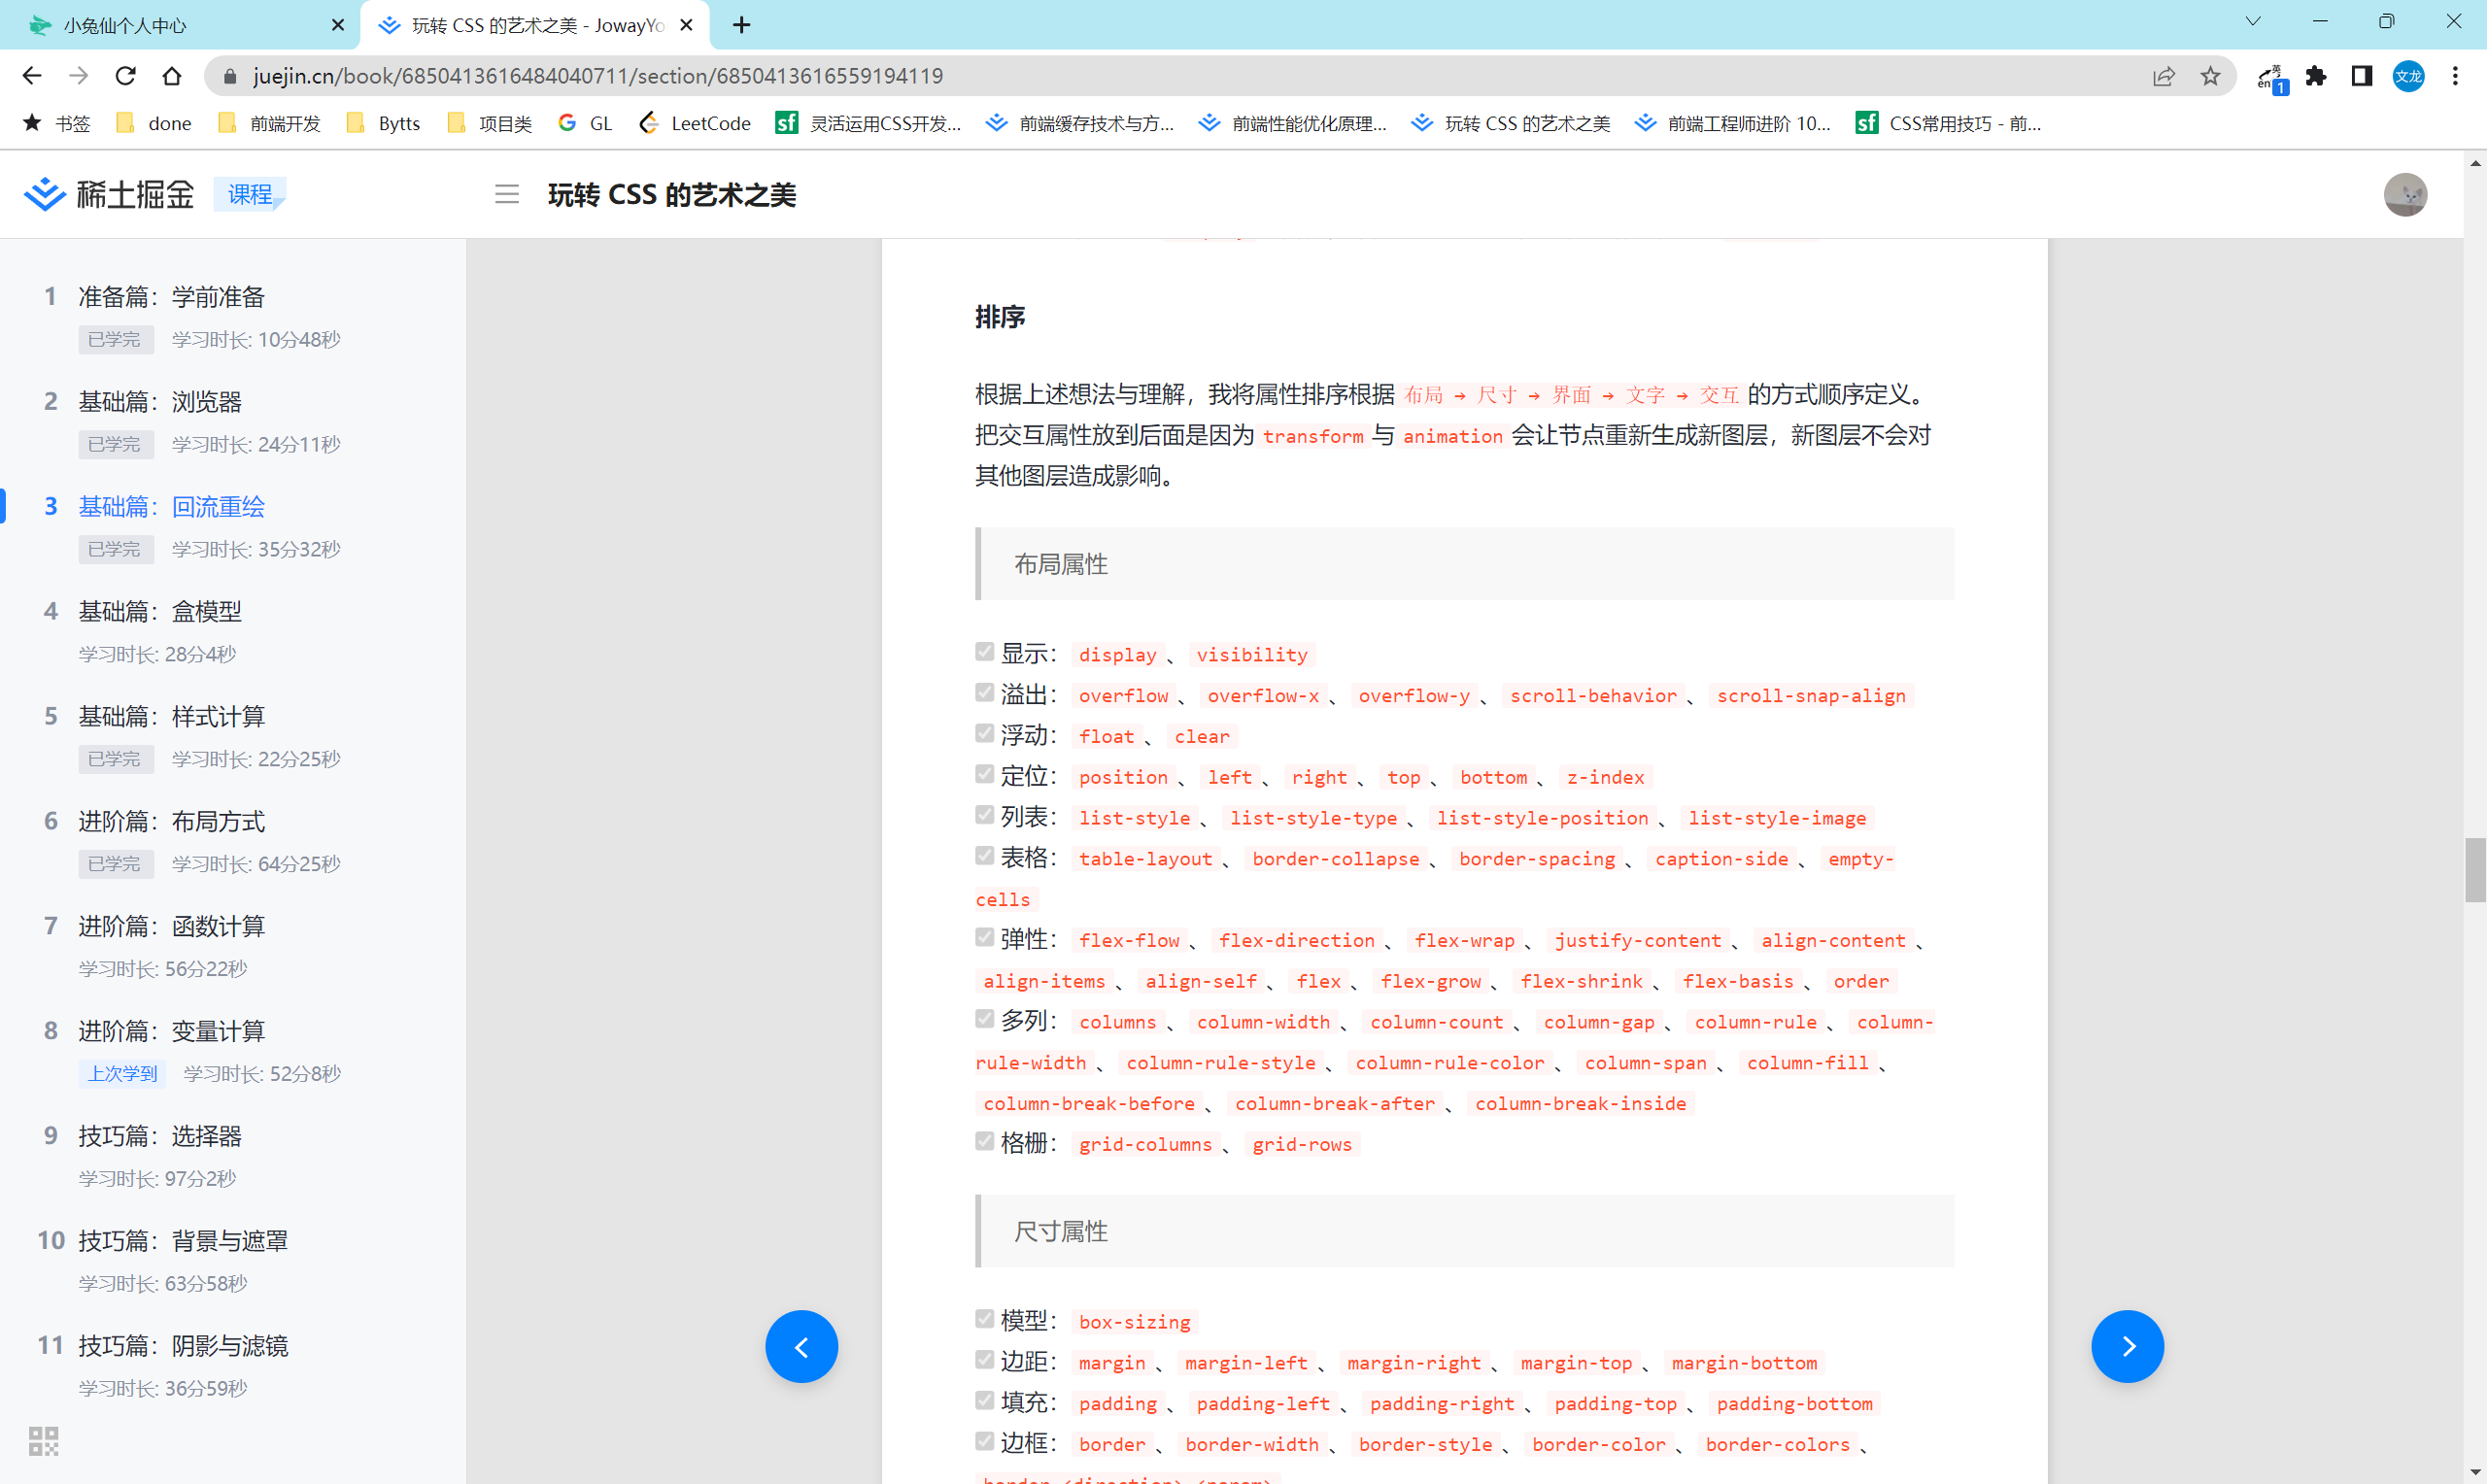 小兔仙个人中心
玩转 CSS 的艺术之美 - JowayYo
juejin.cn/book/6850413616484040711/section/6850413616559194119
英
en
1
文龙
书签
done
前端开发
Bytts
项目类
GL
LeetCode
sf 灵活运用CSS开发...
前端缓存技术与方...
前端性能优化原理...
玩转 CSS 的艺术之美
前端工程师进阶 10...
sf CSS常用技巧 - 前...
稀土掘金 课程
玩转 CSS 的艺术之美
1 准备篇：学前准备
已学完 学习时长: 10分48秒
2 基础篇：浏览器
已学完 学习时长: 24分11秒
3 基础篇：回流重绘
已学完 学习时长: 35分32秒
4 基础篇：盒模型
学习时长: 28分4秒
5 基础篇：样式计算
已学完 学习时长: 22分25秒
6 进阶篇：布局方式
已学完 学习时长: 64分25秒
7 进阶篇：函数计算
学习时长: 56分22秒
8 进阶篇：变量计算
上次学到 学习时长: 52分8秒
9 技巧篇：选择器
学习时长: 97分2秒
10 技巧篇：背景与遮罩
学习时长: 63分58秒
11 技巧篇：阴影与滤镜
学习时长: 36分59秒
排序
根据上述想法与理解，我将属性排序根据 布局 → 尺寸 → 界面 → 文字 → 交互 的方式顺序定义。
把交互属性放到后面是因为 transform 与 animation 会让节点重新生成新图层，新图层不会对
其他图层造成影响。
布局属性
显示：display、visibility
溢出：overflow、overflow-x、overflow-y、scroll-behavior、scroll-snap-align
浮动：float、clear
定位：position、left、right、top、bottom、z-index
列表：list-style、list-style-type、list-style-position、list-style-image
表格：table-layout、border-collapse、border-spacing、caption-side、empty-
cells
弹性：flex-flow、flex-direction、flex-wrap、justify-content、align-content、
align-items、align-self、flex、flex-grow、flex-shrink、flex-basis、order
多列：columns、column-width、column-count、column-gap、column-rule、column-
rule-width、column-rule-style、column-rule-color、column-span、column-fill、
column-break-before、column-break-after、column-break-inside
格栅：grid-columns、grid-rows
尺寸属性
模型：box-sizing
边距：margin、margin-left、margin-right、margin-top、margin-bottom
填充：padding、padding-left、padding-right、padding-top、padding-bottom
边框：border、border-width、border-style、border-color、border-colors、